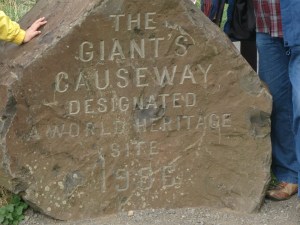 THE
GIANT'S
CAUSEWAY
DESIGNATED
A WORLD HERITAGE
SITE
1986